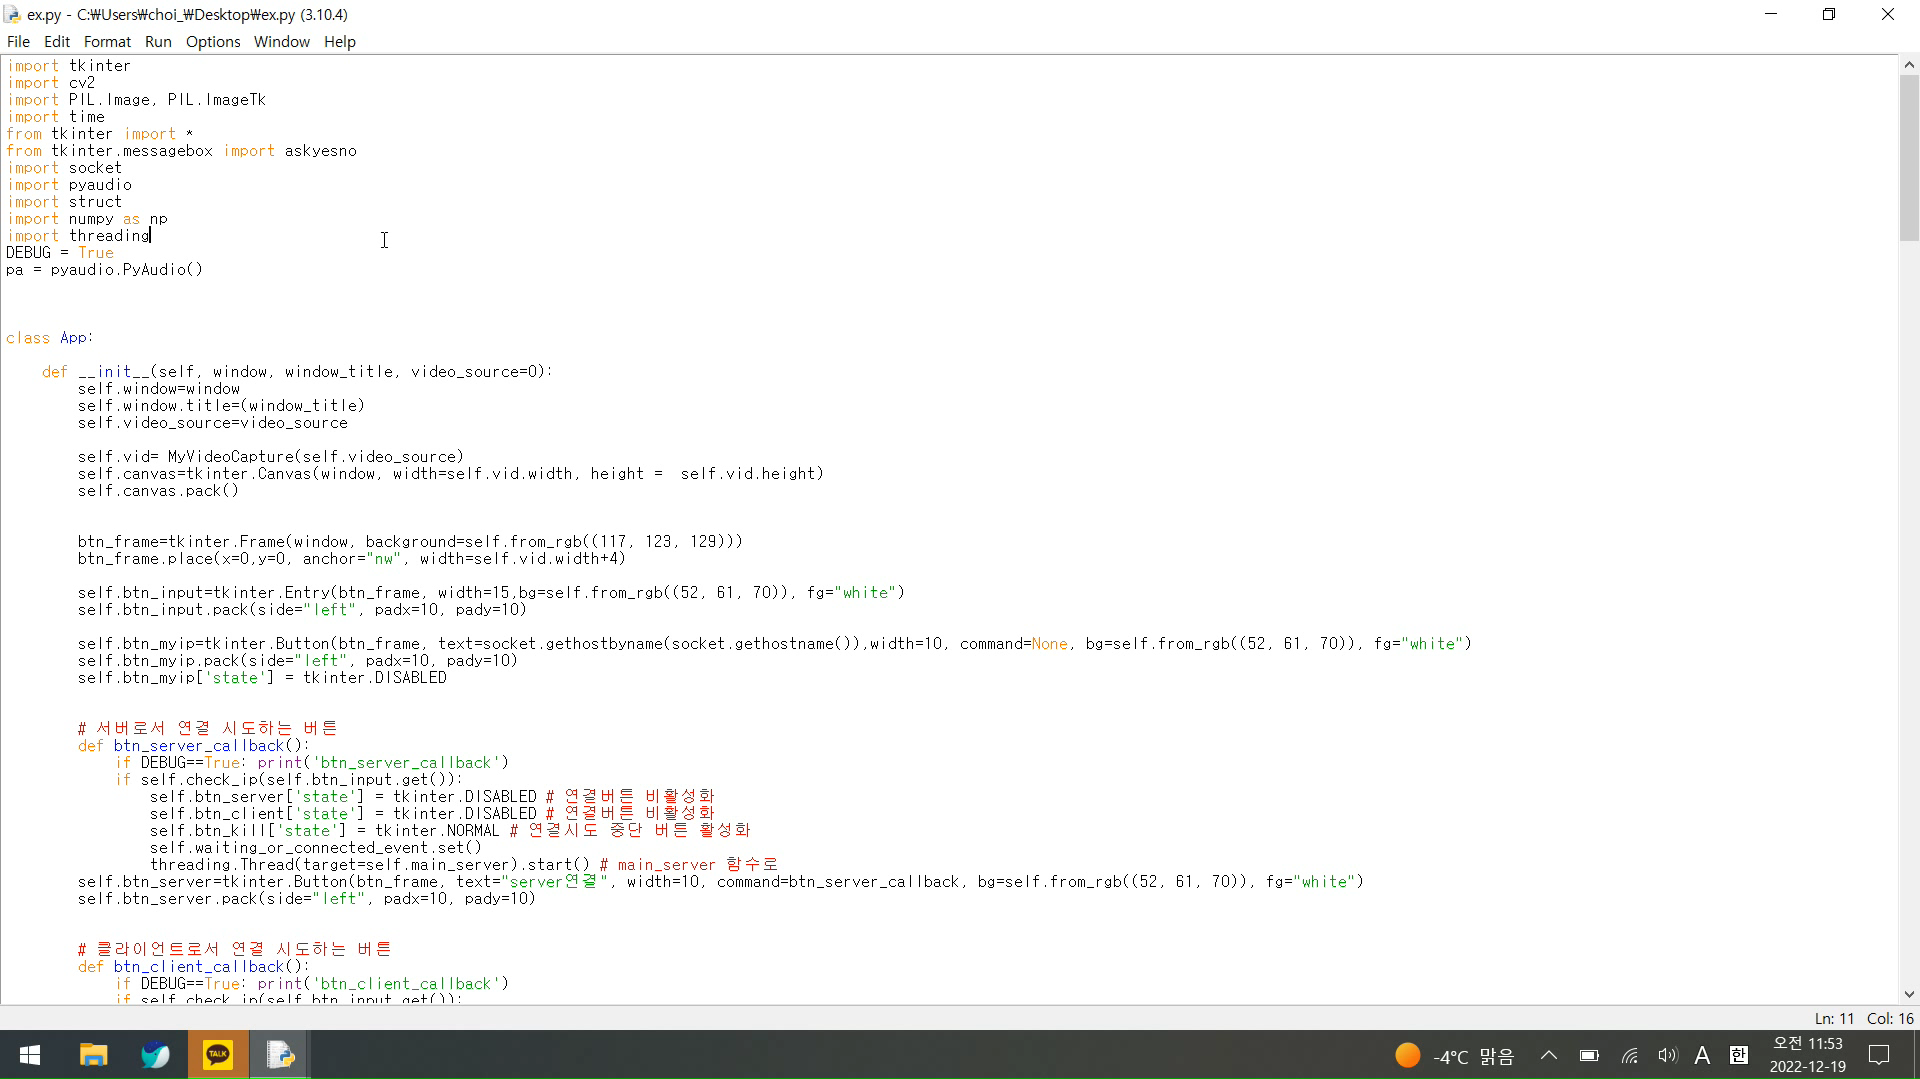 ex.py - C:₩Users₩choi_₩Desktop₩ex.py (3.10.4)
File Edit Format Run Options Window Help
import tkinter
import cv2
import PIL.Image, PIL.ImageTk
import time
from tkinter import *
from tkinter.messagebox import askyesno
import socket
import pyaudio
import struct
import numpy as np
import threading
DEBUG = True
pa = pyaudio.PyAudio()
class App:
    def __init__(self, window, window_title, video_source=0):
        self.window=window
        self.window.title=(window_title)
        self.video_source=video_source
        self.vid= MyVideoCapture(self.video_source)
        self.canvas=tkinter.Canvas(window, width=self.vid.width, height =  self.vid.height)
        self.canvas.pack()
        btn_frame=tkinter.Frame(window, background=self.from_rgb((117, 123, 129)))
        btn_frame.place(x=0,y=0, anchor="nw", width=self.vid.width+4)
        self.btn_input=tkinter.Entry(btn_frame, width=15,bg=self.from_rgb((52, 61, 70)), fg="white")
        self.btn_input.pack(side="left", padx=10, pady=10)
        self.btn_myip=tkinter.Button(btn_frame, text=socket.gethostbyname(socket.gethostname()),width=10, command=None, bg=self.from_rgb((52, 61, 70)), fg="white")
        self.btn_myip.pack(side="left", padx=10, pady=10)
        self.btn_myip['state'] = tkinter.DISABLED
        # 서버로서 연결 시도하는 버튼
        def btn_server_callback():
            if DEBUG==True: print('btn_server_callback')
            if self.check_ip(self.btn_input.get()):
                self.btn_server['state'] = tkinter.DISABLED # 연결버튼 비활성화
                self.btn_client['state'] = tkinter.DISABLED # 연결버튼 비활성화
                self.btn_kill['state'] = tkinter.NORMAL # 연결시도 중단 버튼 활성화
                self.waiting_or_connected_event.set()
                threading.Thread(target=self.main_server).start() # main_server 함수로
        self.btn_server=tkinter.Button(btn_frame, text="server연결", width=10, command=btn_server_callback, bg=self.from_rgb((52, 61, 70)), fg="white")
        self.btn_server.pack(side="left", padx=10, pady=10)
        # 클라이언트로서 연결 시도하는 버튼
        def btn_client_callback():
            if DEBUG==True: print('btn_client_callback')
            if self.check_ip(self.btn_input.get()):
Ln: 11 Col: 16
TALK
-4°C 맑음
A 한
오전 11:53
2022-12-19